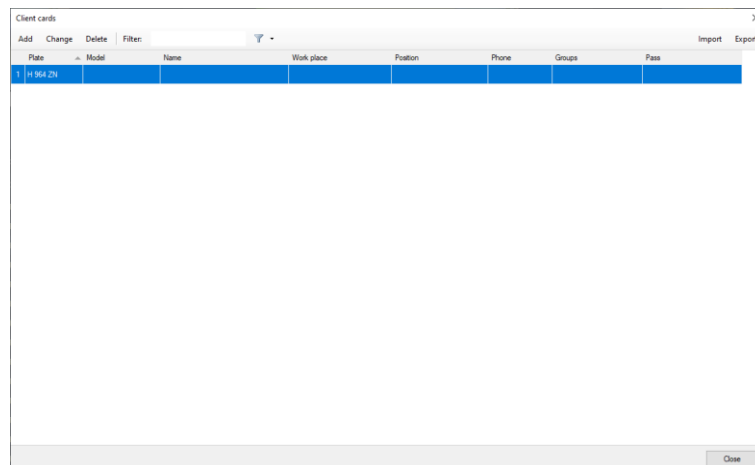 Client cards
Add Change Delete Filter: Import Export
Plate Model Name Work place Position Phone Groups Pass
1 H 964 ZN
Close